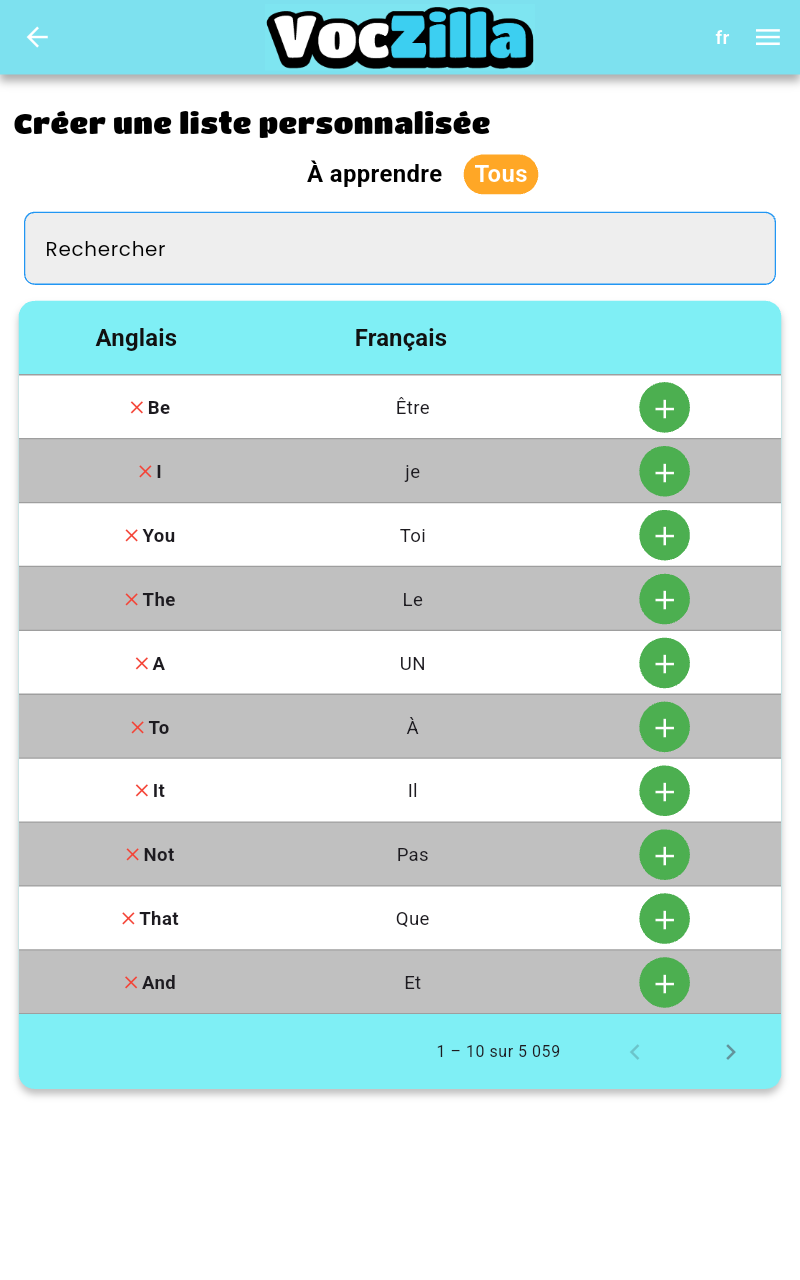 VocZilla
fr
Créer une liste personnalisée
À apprendre Tous
Rechercher
Anglais Français
Be Être
I je
You Toi
The Le
A UN
To À
It Il
Not Pas
That Que
And Et
1 – 10 sur 5 059